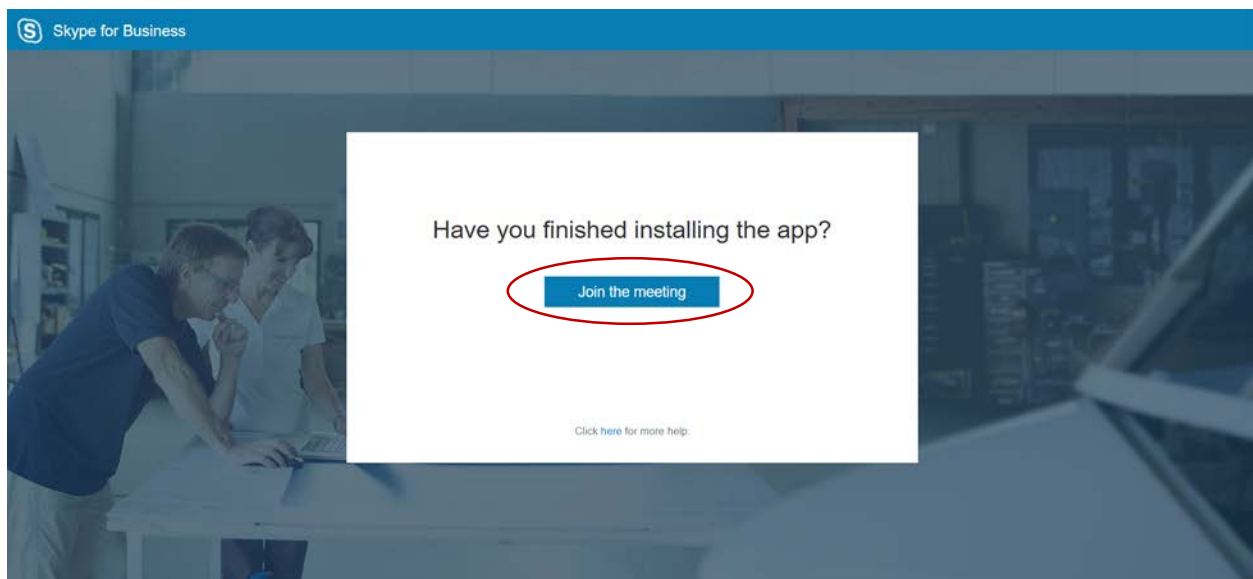 Skype for Business
Have you finished installing the app?
Join the meeting
Click here for more help.